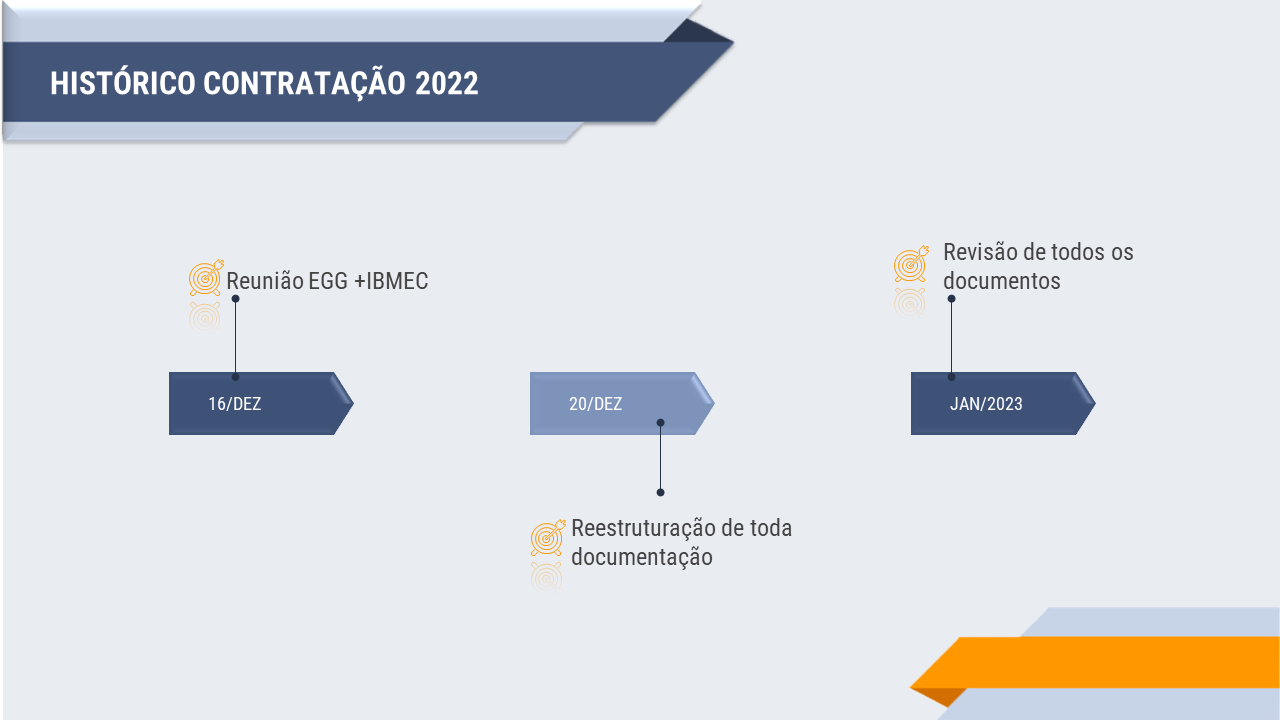 HISTÓRICO CONTRATAÇÃO 2022
Reunião EGG +IBMEC
16/DEZ
20/DEZ
Reestruturação de toda
documentação
Revisão de todos os
documentos
JAN/2023